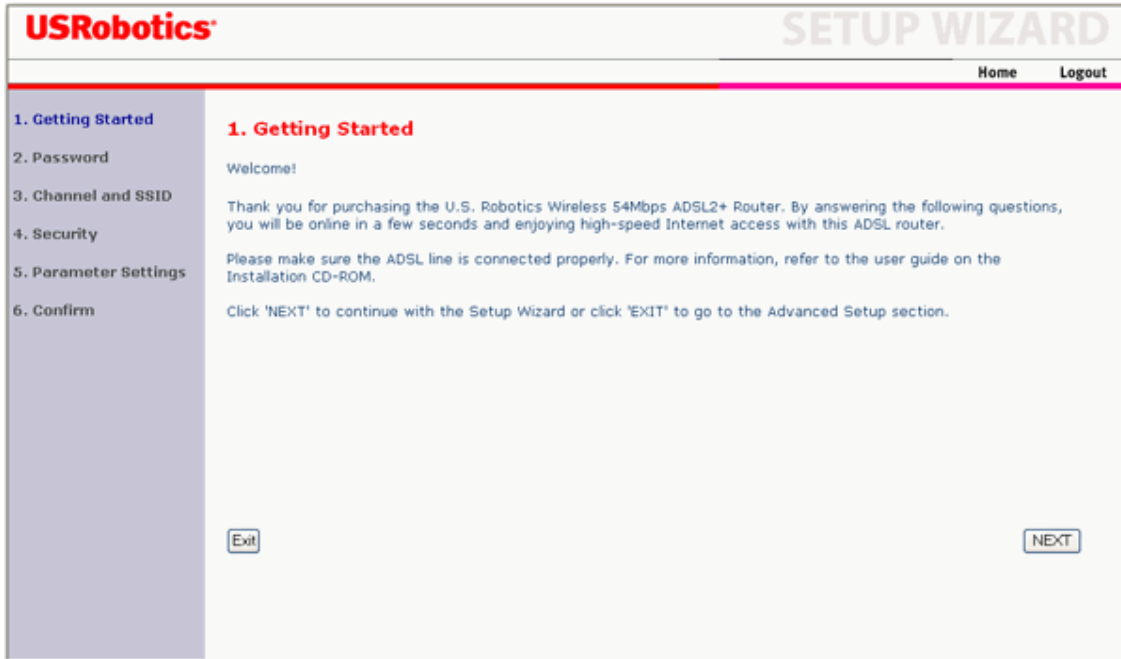 USRobotics
SETUP WIZARD
Home Logout
1. Getting Started
2. Password
3. Channel and SSID
4. Security
5. Parameter Settings
6. Confirm
1. Getting Started
Welcome!
Thank you for purchasing the U.S. Robotics Wireless 54Mbps ADSL2+ Router. By answering the following questions,
you will be online in a few seconds and enjoying high-speed Internet access with this ADSL router.
Please make sure the ADSL line is connected properly. For more information, refer to the user guide on the
Installation CD-ROM.
Click 'NEXT' to continue with the Setup Wizard or click 'EXIT' to go to the Advanced Setup section.
Exit
NEXT